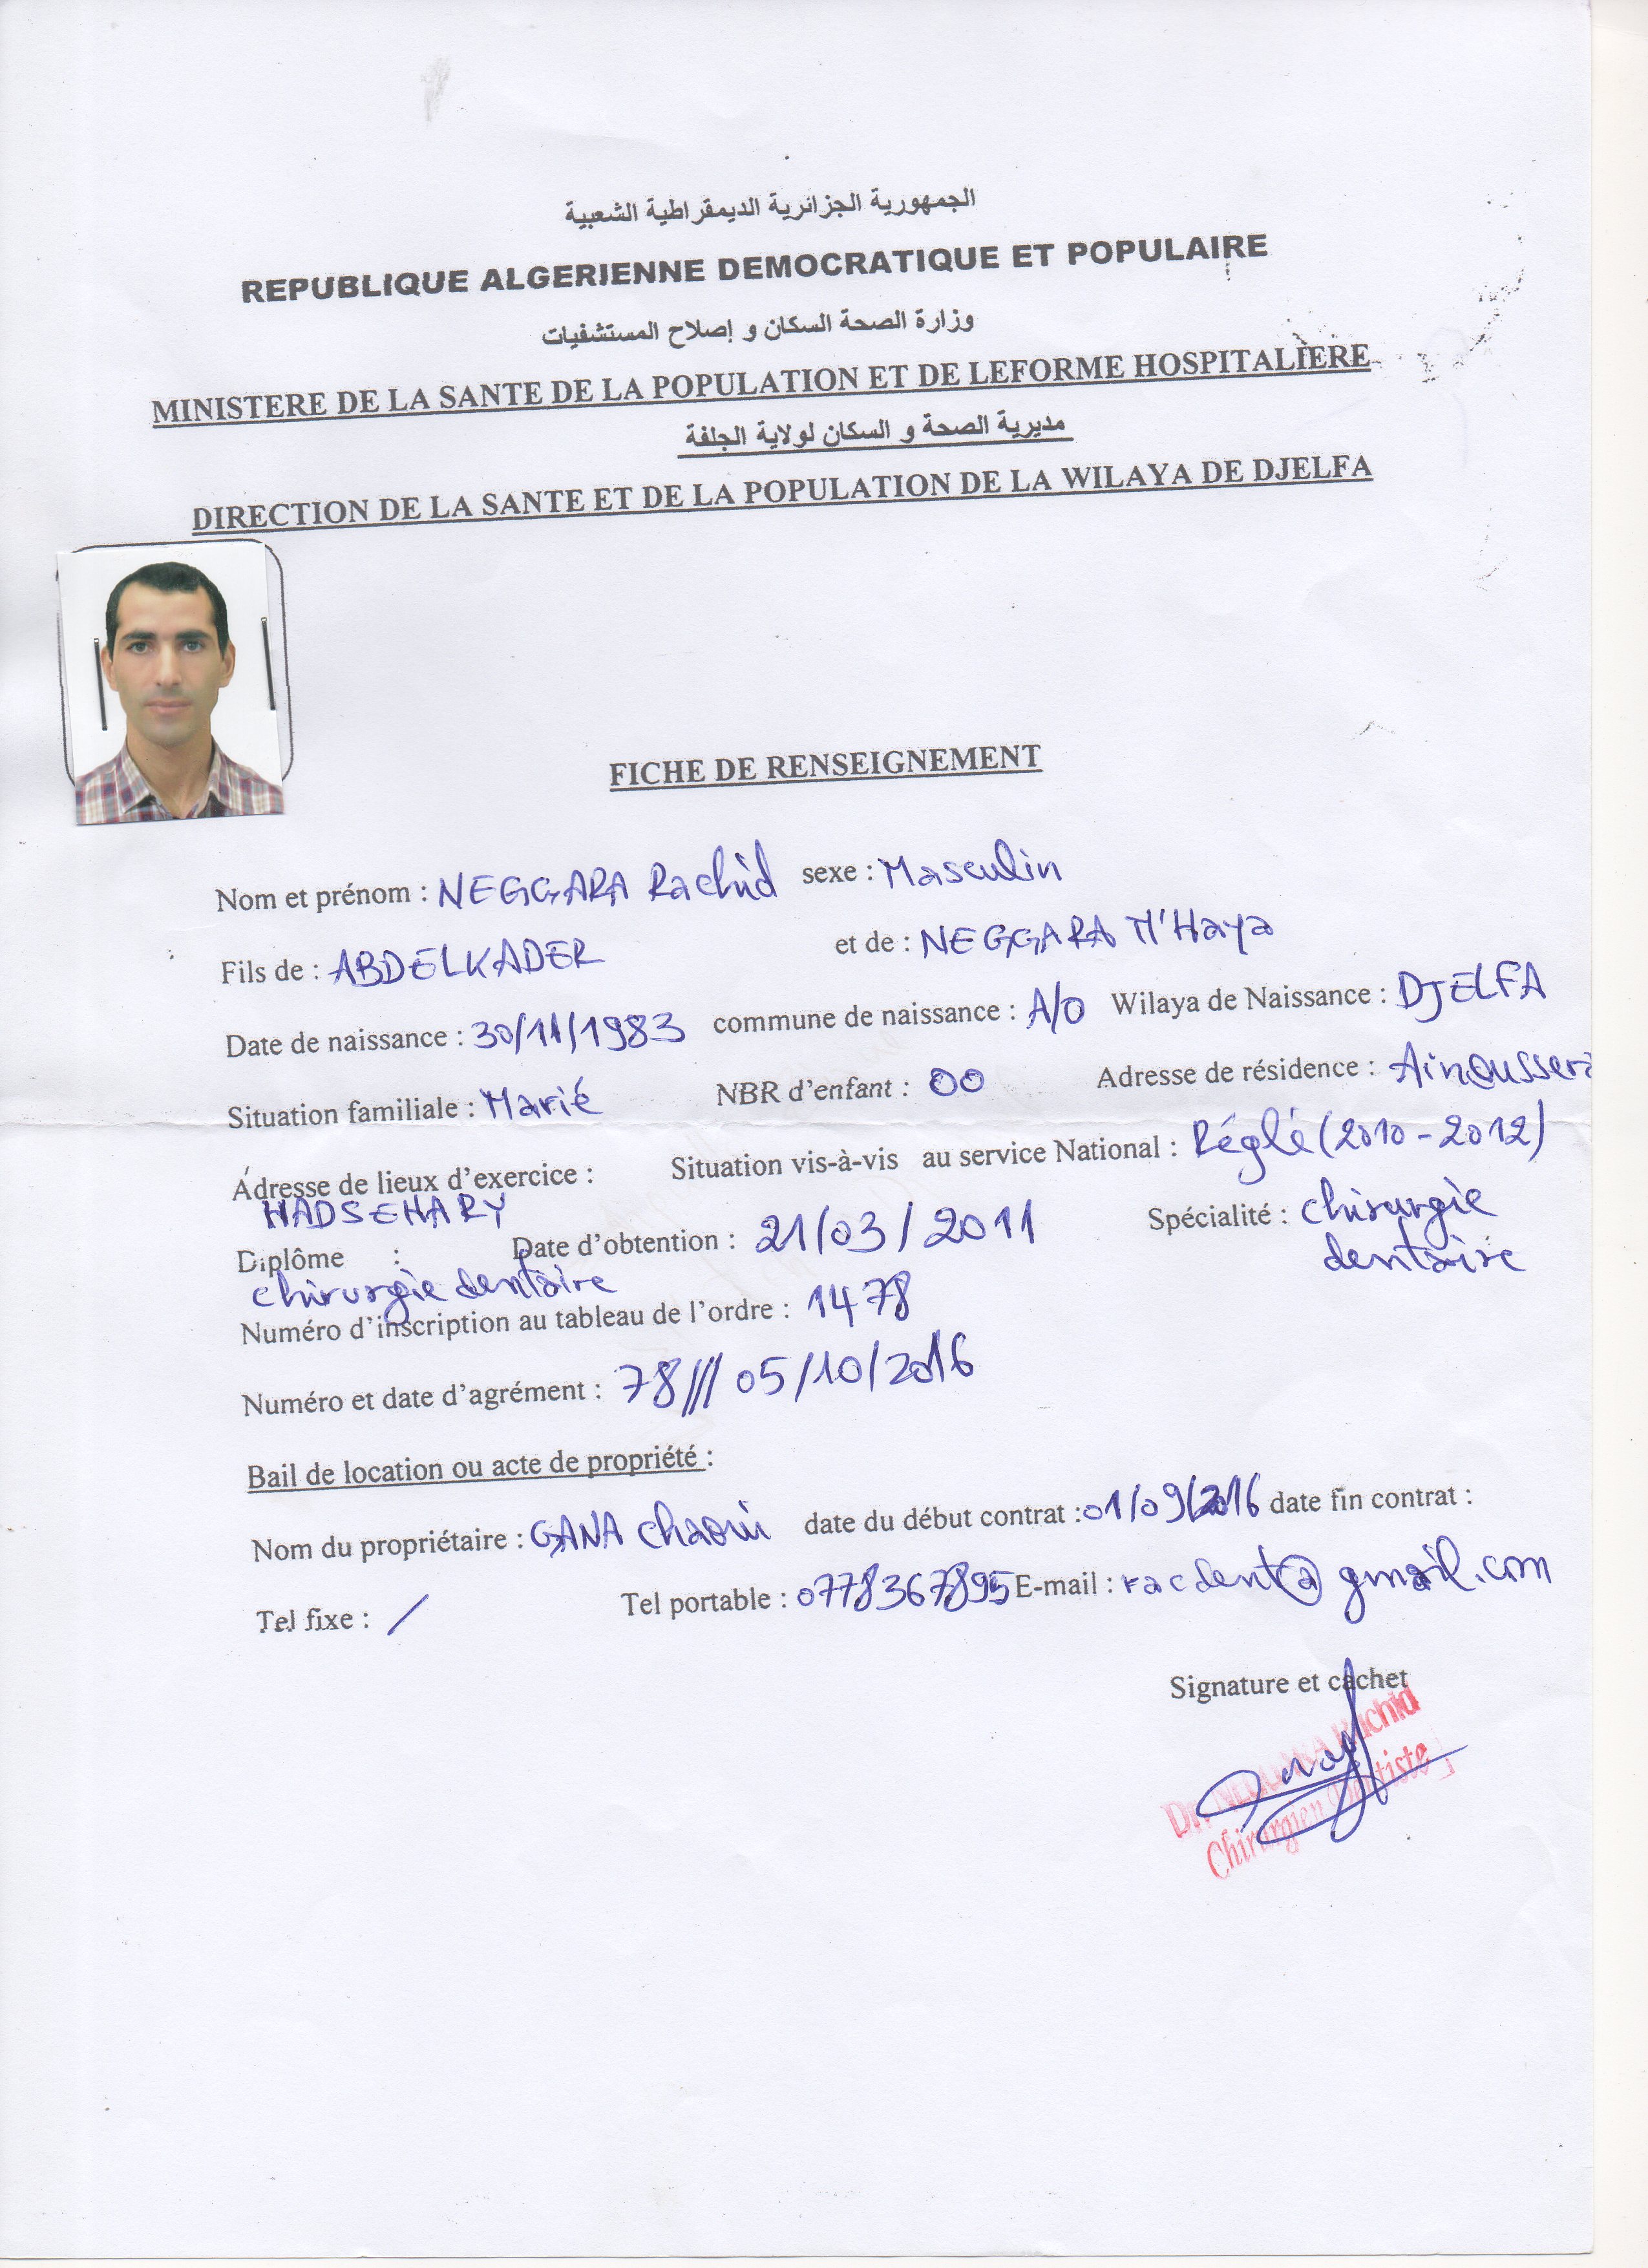 الجمهورية الجزائرية الديمقراطية الشعبية
REPUBLIQUE ALGERIENNE DEMOCRATIQUE ET POPULAIRE
وزارة الصحة السكان و إصلاح المستشفيات
MINISTERE DE LA SANTE DE LA POPULATION ET DE LEFORME HOSPITALIERE
مديرية الصحة و السكان لولاية الجلفة
DIRECTION DE LA SANTE ET DE LA POPULATION DE LA WILAYA DE DJELFA
FICHE DE RENSEIGNEMENT
Nom et prénom : NEGGARA Rachid sexe : Masculin
Fils de : ABDELKADER et de : NEGGARA M'Haya
Date de naissance : 30/11/1983 commune de naissance : A/O Wilaya de Naissance : DJELFA
Situation familiale : Marié NBR d'enfant : 00 Adresse de résidence : Ainoussera
Adresse de lieux d'exercice : Situation vis-à-vis au service National : Réglé (2010-2012)
HADSEHARY
Diplôme : Date d'obtention : 21/03/2011 Spécialité : chirurgie
chirurgie dentaire dentaire
Numéro d'inscription au tableau de l'ordre : 1478
Numéro et date d'agrément : 78/// 05/10/2016
Bail de location ou acte de propriété :
Nom du propriétaire : GANA chaoui date du début contrat : 01/09/2016 date fin contrat :
Tel fixe : / Tel portable : 0778367895 E-mail : racdent@gmail.com
Signature et cachet
Dr. NEGGARA Rachid
Chirurgien Dentiste